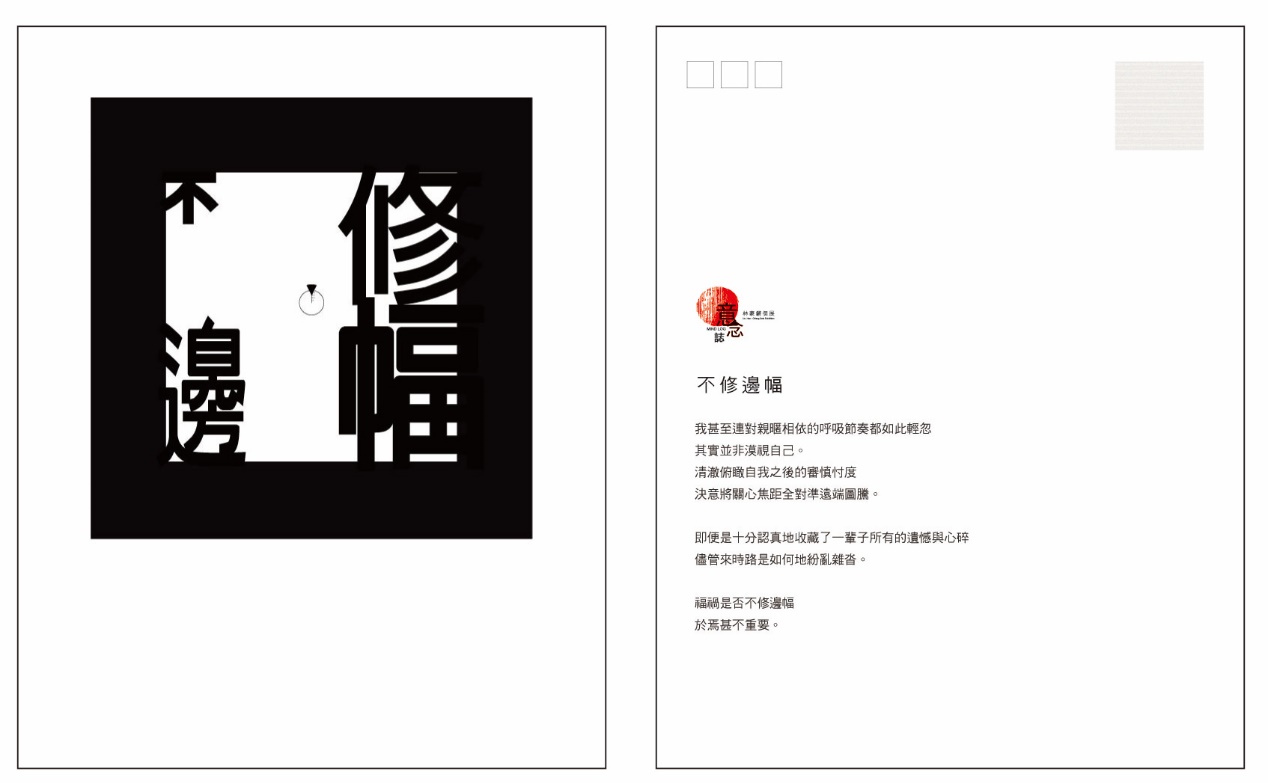 不
修
邊
幅
意
念
誌
MIND LOG
不修邊幅
我甚至連對親暱相依的呼吸節奏都如此輕忽
其實並非漠視自己。
清澈俯瞰自我之後的審慎忖度
決意將關心焦距全對準遠端圖騰。
即便是十分認真地收藏了一輩子所有的遺憾與心碎
儘管來時路是如何地紛亂雜沓。
福禍是否不修邊幅
於焉甚不重要。